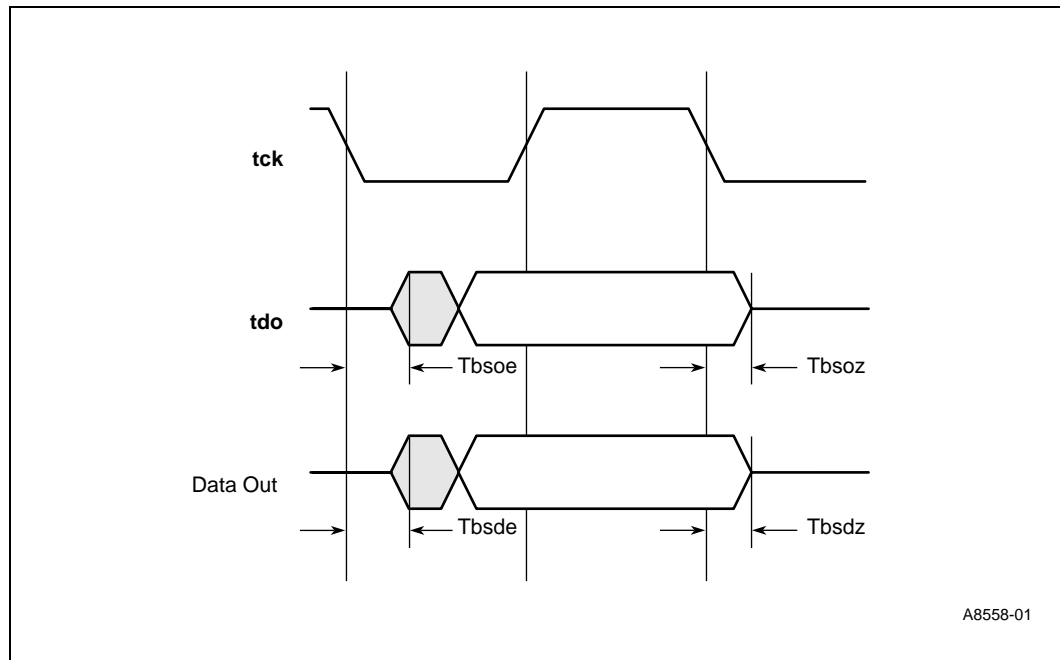 tck
tdo
Tbsoe
Tbsoz
Data Out
Tbsde
Tbsdz
A8558-01